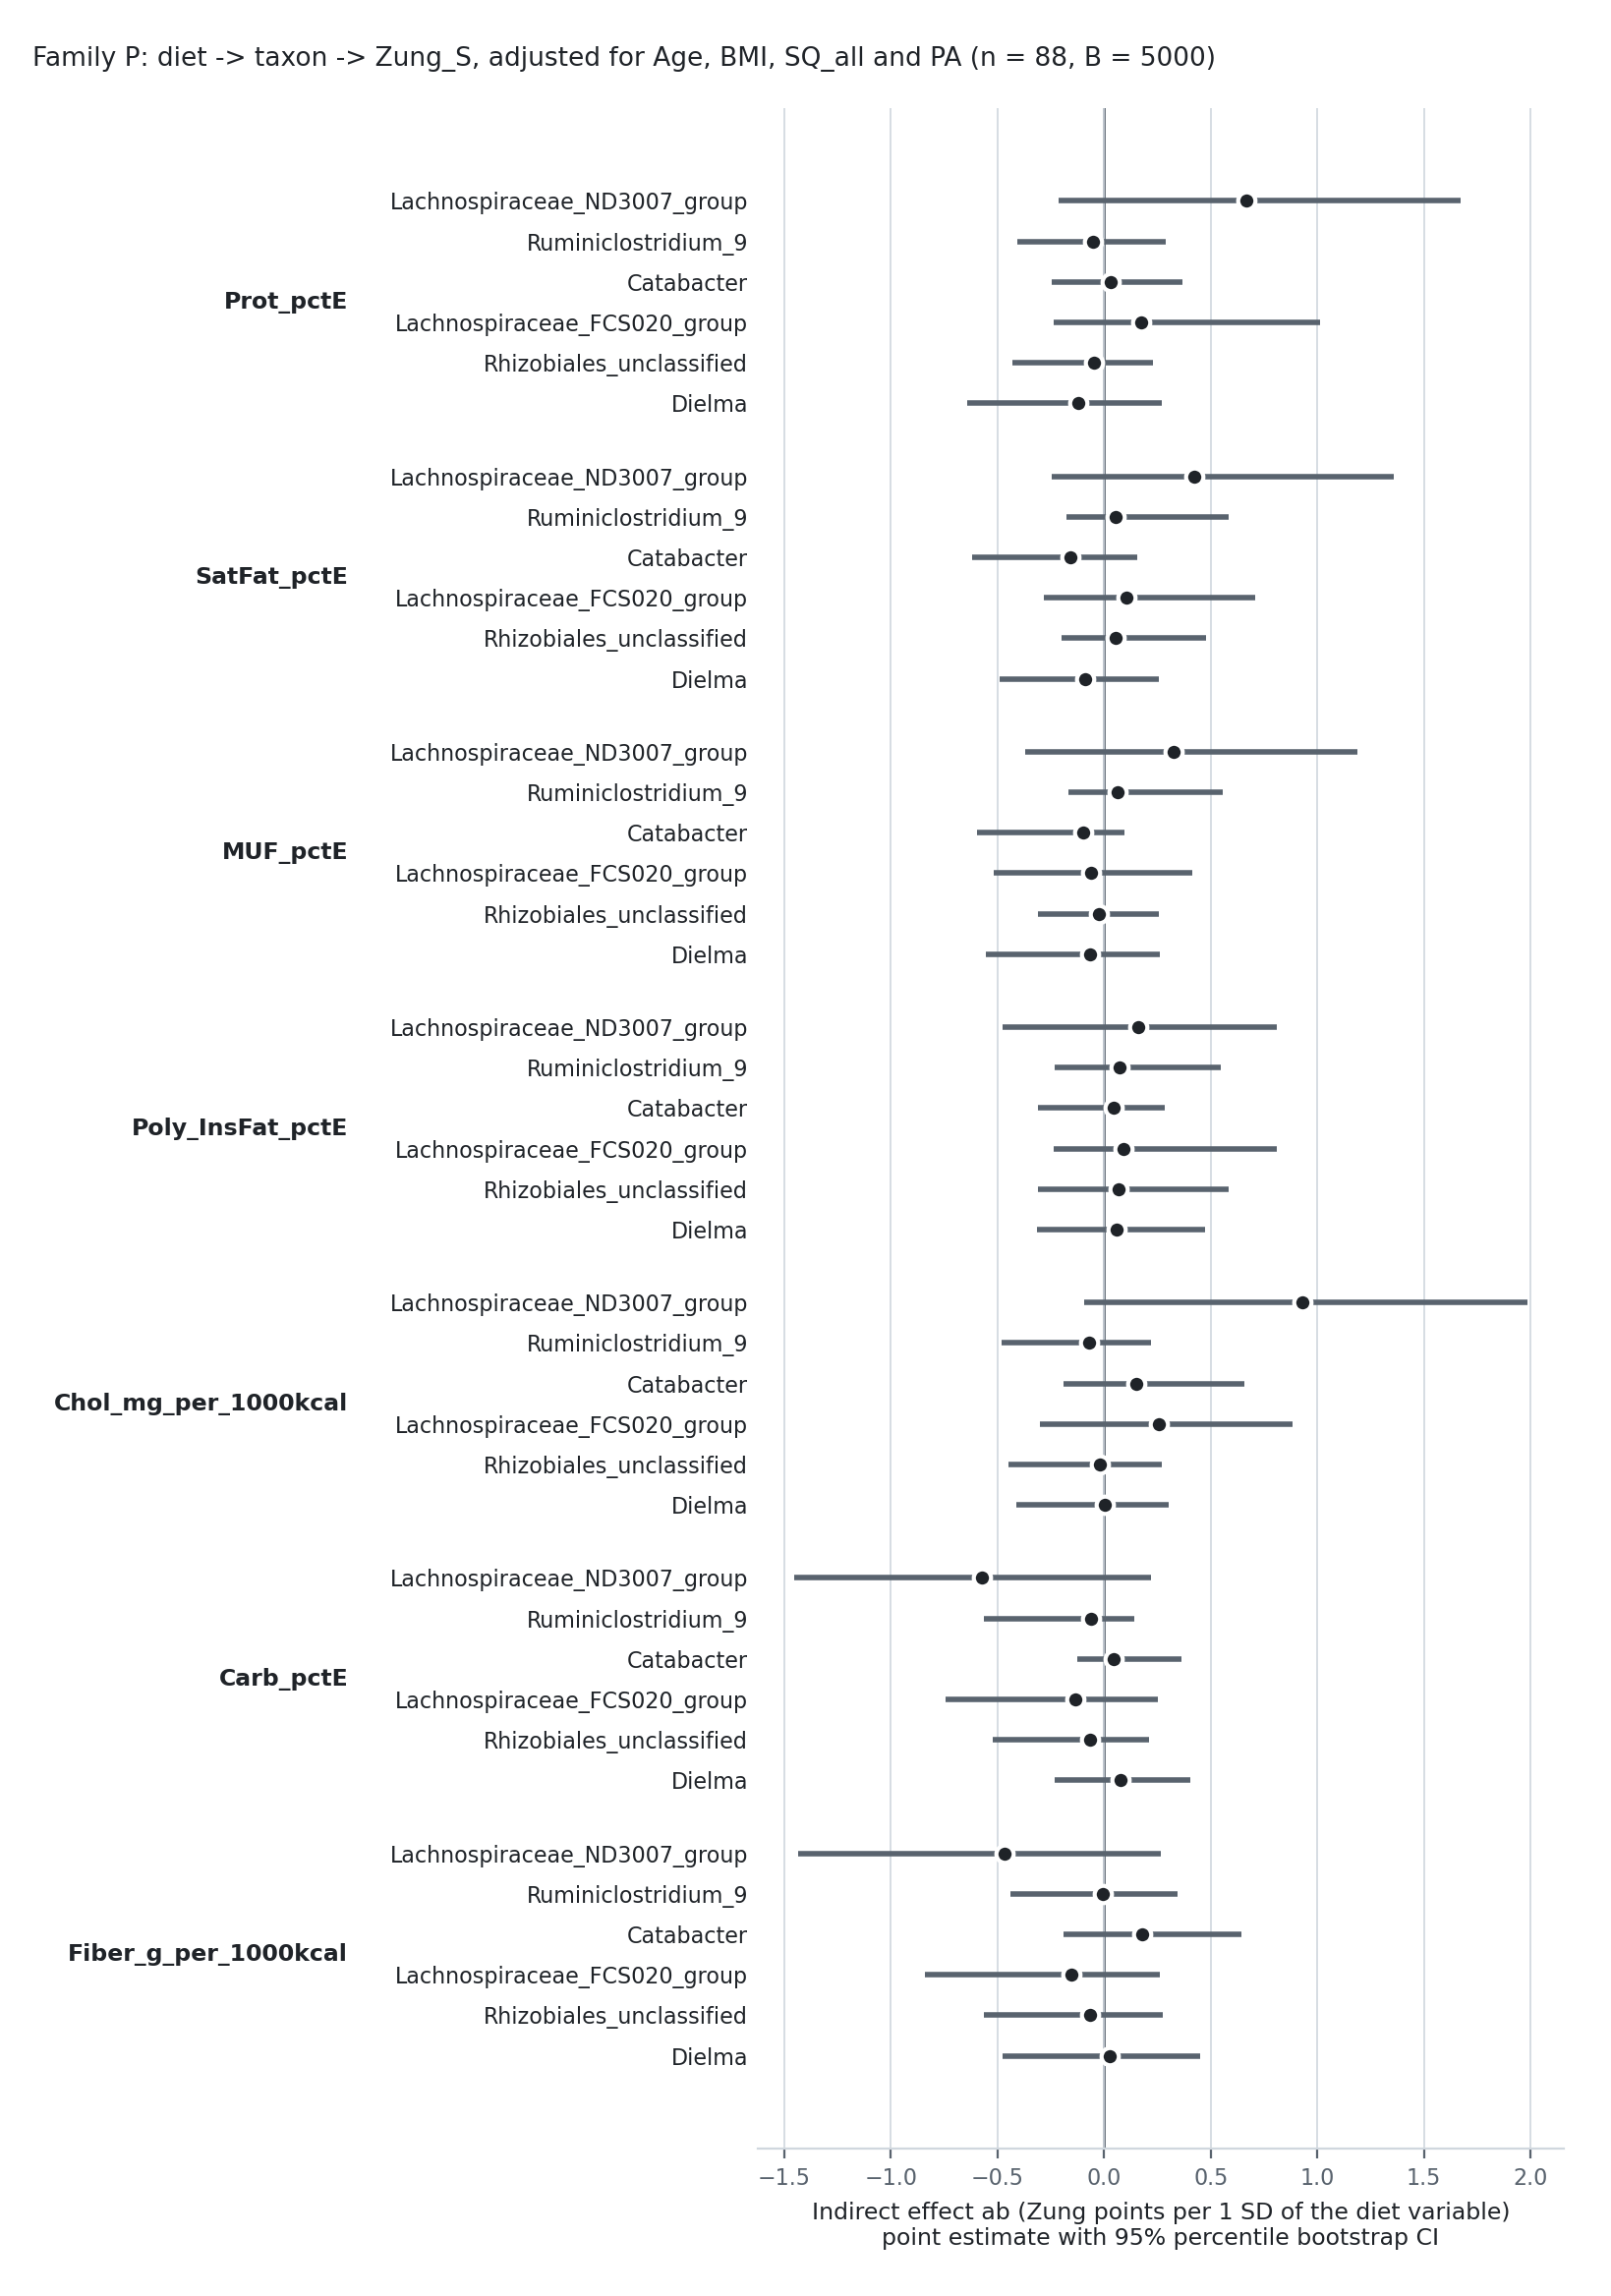 Family P: diet -> taxon -> Zung_S, adjusted for Age, BMI, SQ_all and PA (n = 88, B = 5000)
Prot_pctE
Lachnospiraceae_ND3007_group
Ruminiclostridium_9
Catabacter
Lachnospiraceae_FCS020_group
Rhizobiales_unclassified
Dielma
SatFat_pctE
Lachnospiraceae_ND3007_group
Ruminiclostridium_9
Catabacter
Lachnospiraceae_FCS020_group
Rhizobiales_unclassified
Dielma
MUF_pctE
Lachnospiraceae_ND3007_group
Ruminiclostridium_9
Catabacter
Lachnospiraceae_FCS020_group
Rhizobiales_unclassified
Dielma
Poly_InsFat_pctE
Lachnospiraceae_ND3007_group
Ruminiclostridium_9
Catabacter
Lachnospiraceae_FCS020_group
Rhizobiales_unclassified
Dielma
Chol_mg_per_1000kcal
Lachnospiraceae_ND3007_group
Ruminiclostridium_9
Catabacter
Lachnospiraceae_FCS020_group
Rhizobiales_unclassified
Dielma
Carb_pctE
Lachnospiraceae_ND3007_group
Ruminiclostridium_9
Catabacter
Lachnospiraceae_FCS020_group
Rhizobiales_unclassified
Dielma
Fiber_g_per_1000kcal
Lachnospiraceae_ND3007_group
Ruminiclostridium_9
Catabacter
Lachnospiraceae_FCS020_group
Rhizobiales_unclassified
Dielma
−1.5 −1.0 −0.5 0.0 0.5 1.0 1.5 2.0
Indirect effect ab (Zung points per 1 SD of the diet variable)
point estimate with 95% percentile bootstrap CI